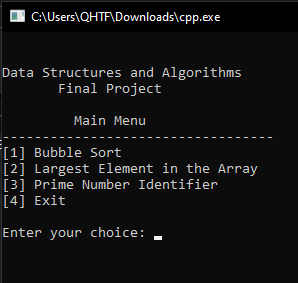 C:\Users\QHTF\Downloads\cpp.exe
Data Structures and Algorithms
Final Project
Main Menu
----------------------------------
[1] Bubble Sort
[2] Largest Element in the Array
[3] Prime Number Identifier
[4] Exit
Enter your choice: _